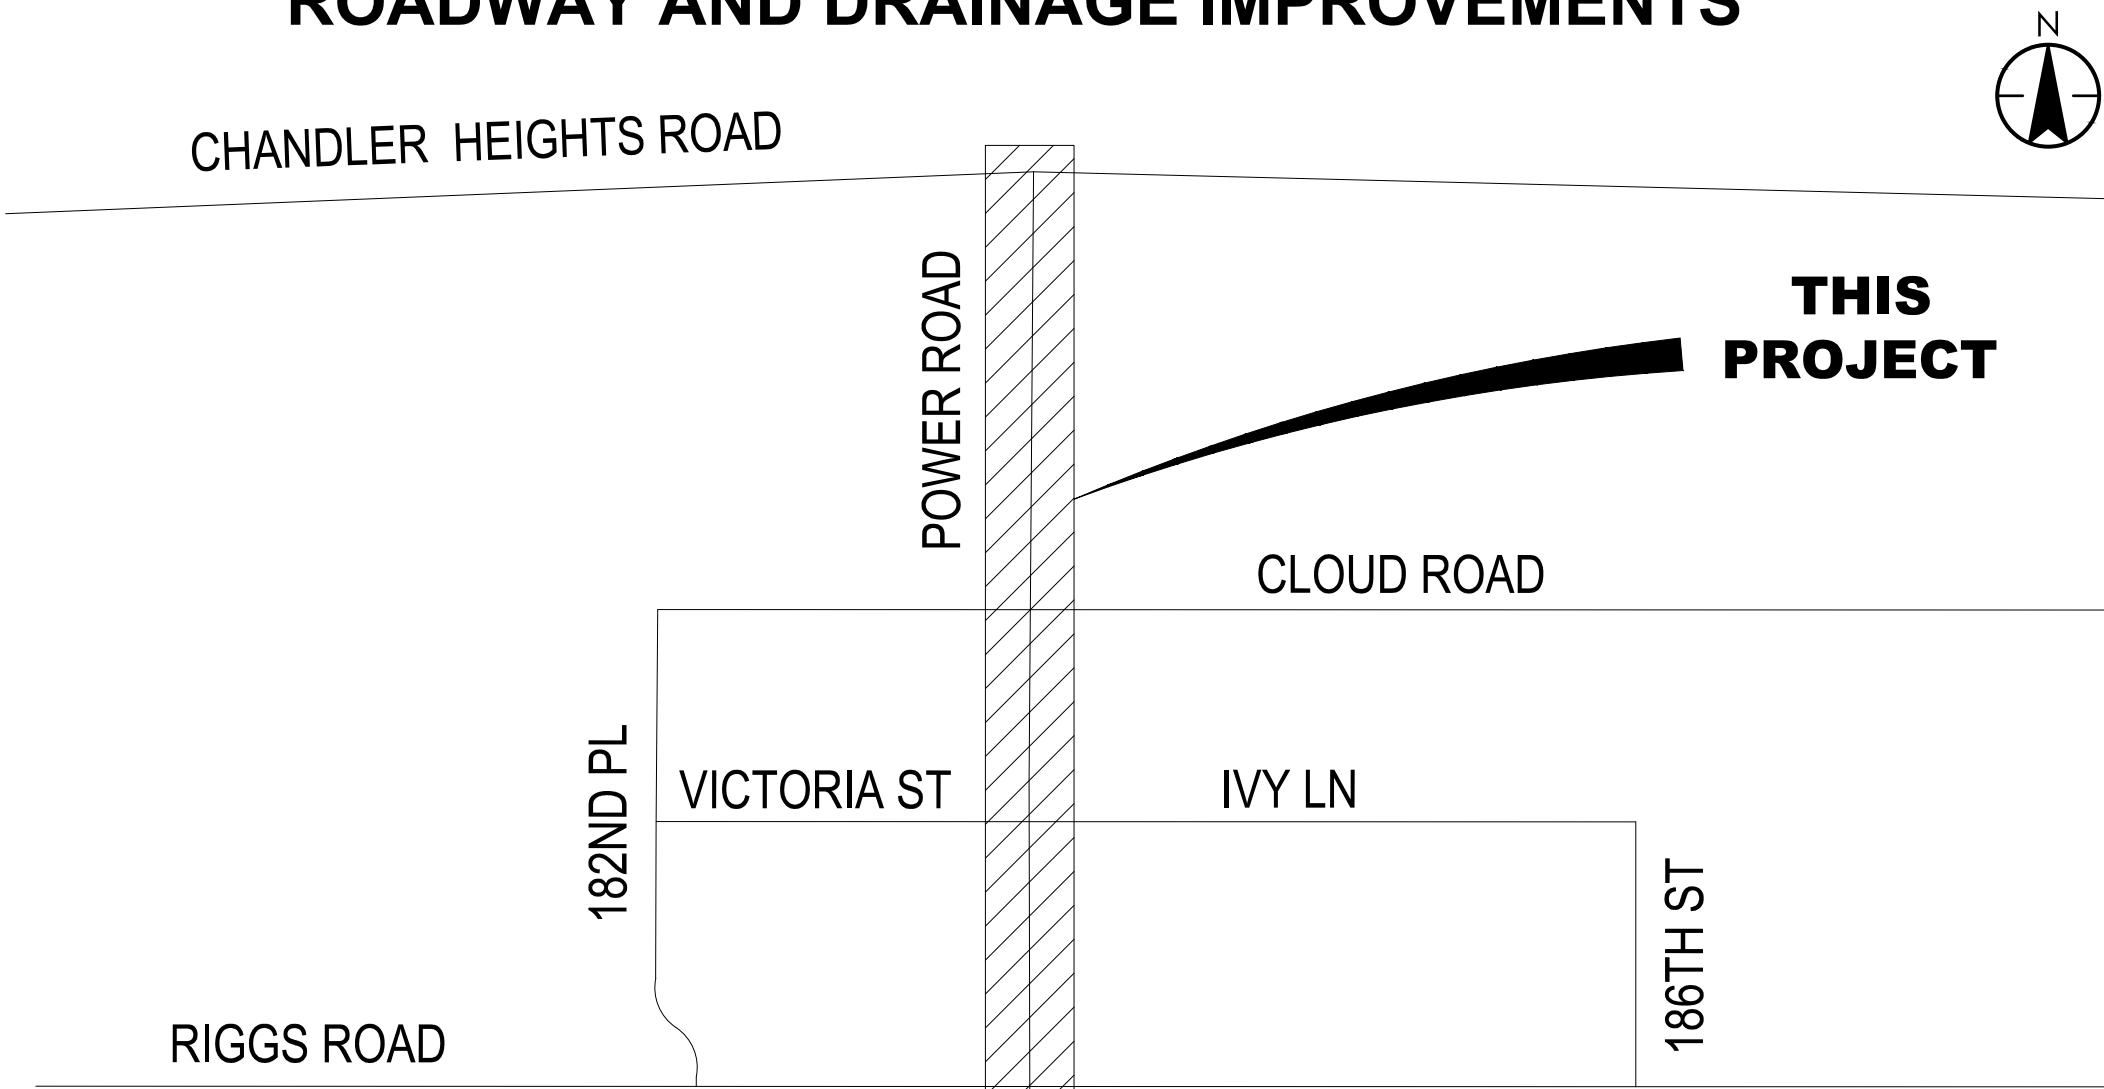 ROADWAY AND DRAINAGE IMPROVEMENTS
N
CHANDLER HEIGHTS ROAD
POWER ROAD
THIS
PROJECT
CLOUD ROAD
182ND PL
VICTORIA ST
IVY LN
186TH ST
RIGGS ROAD